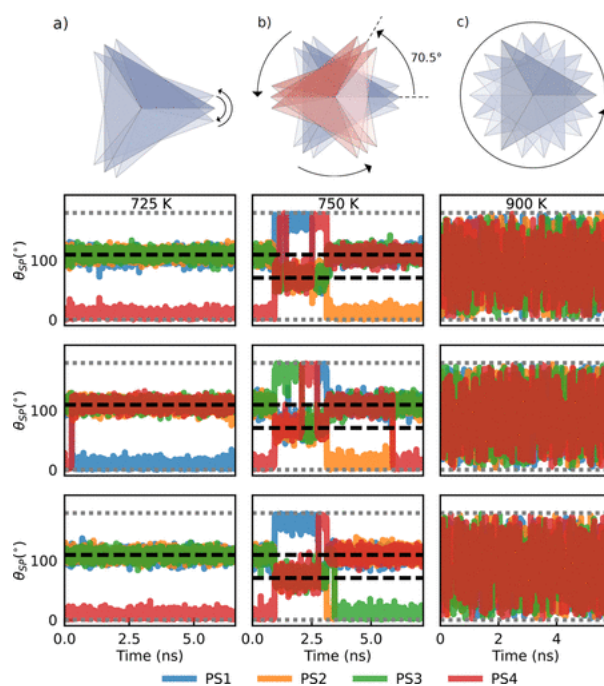 a)
b)
c)
70.5°
725 K
750 K
900 K
θSP(°)
100
0
θSP(°)
100
0
θSP(°)
100
0
0.0 2.5 5.0
0.0 2.5 5.0
0 2 4
Time (ns)
Time (ns)
Time (ns)
PS1 PS2 PS3 PS4